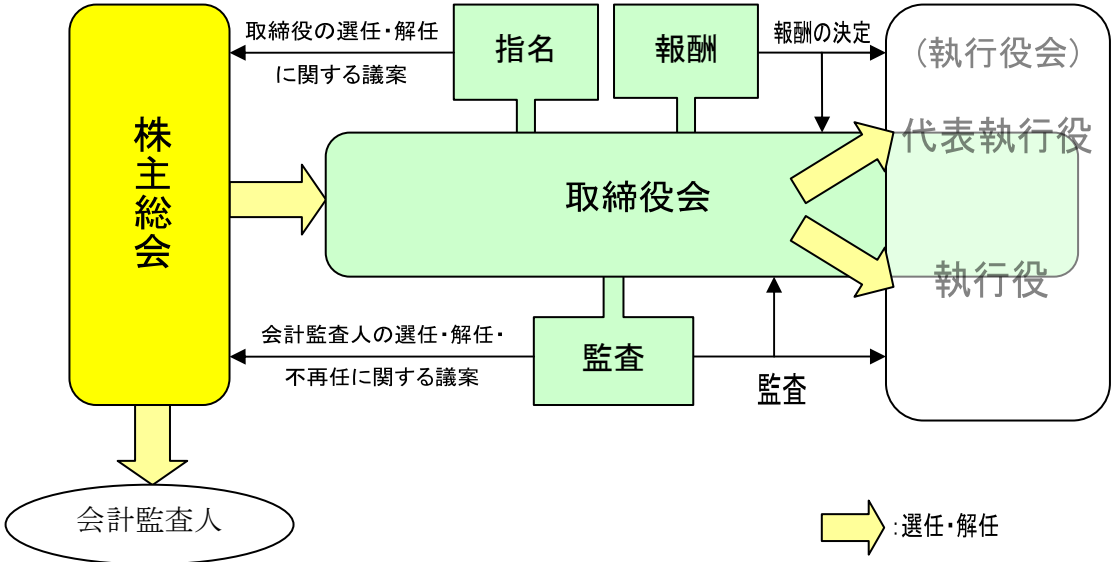 取締役の選任・解任
に関する議案
指名
報酬
報酬の決定
(執行役会)
代表執行役
株主総会
取締役会
執行役
会計監査人の選任・解任・
不再任に関する議案
監査
監査
会計監査人
:選任・解任